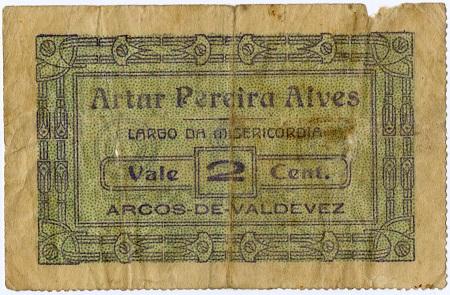 Artur Pereira Alves
LARGO DA MISERICORDIA
Vale 2 Cent.
ARCOS-DE-VALDEVEZ